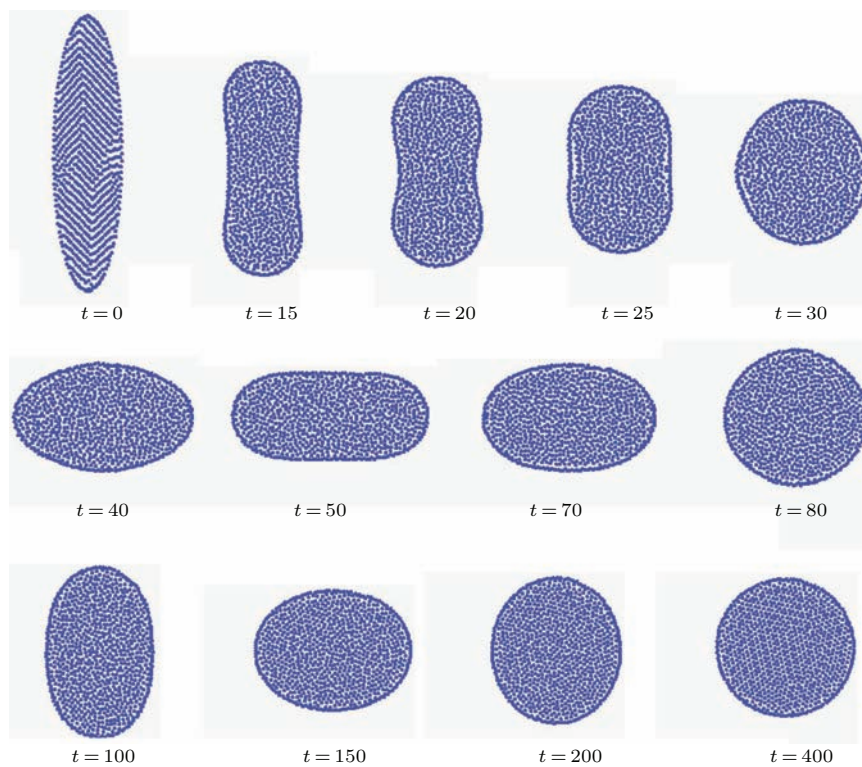 t = 0 t = 15 t = 20 t = 25 t = 30
t = 40 t = 50 t = 70 t = 80
t = 100 t = 150 t = 200 t = 400